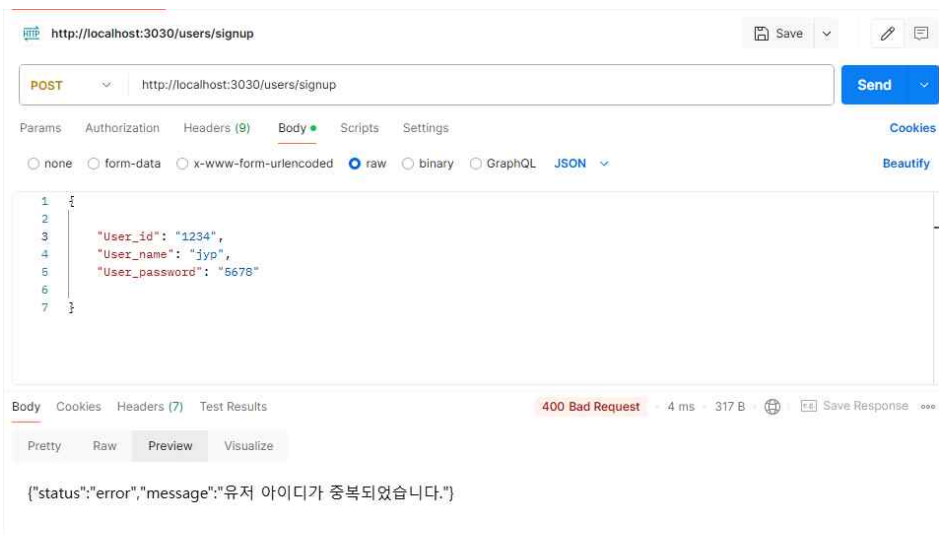 HTTP http://localhost:3030/users/signup Save
POST http://localhost:3030/users/signup Send
Params Authorization Headers (9) Body Scripts Settings Cookies
none form-data x-www-form-urlencoded raw binary GraphQL JSON Beautify
1 {
2
3 "User_id": "1234",
4 "User_name": "jyp",
5 "User_password": "5678"
6
7 }
Body Cookies Headers (7) Test Results 400 Bad Request 4 ms 317 B Save Response
Pretty Raw Preview Visualize
{"status":"error","message":"유저 아이디가 중복되었습니다."}